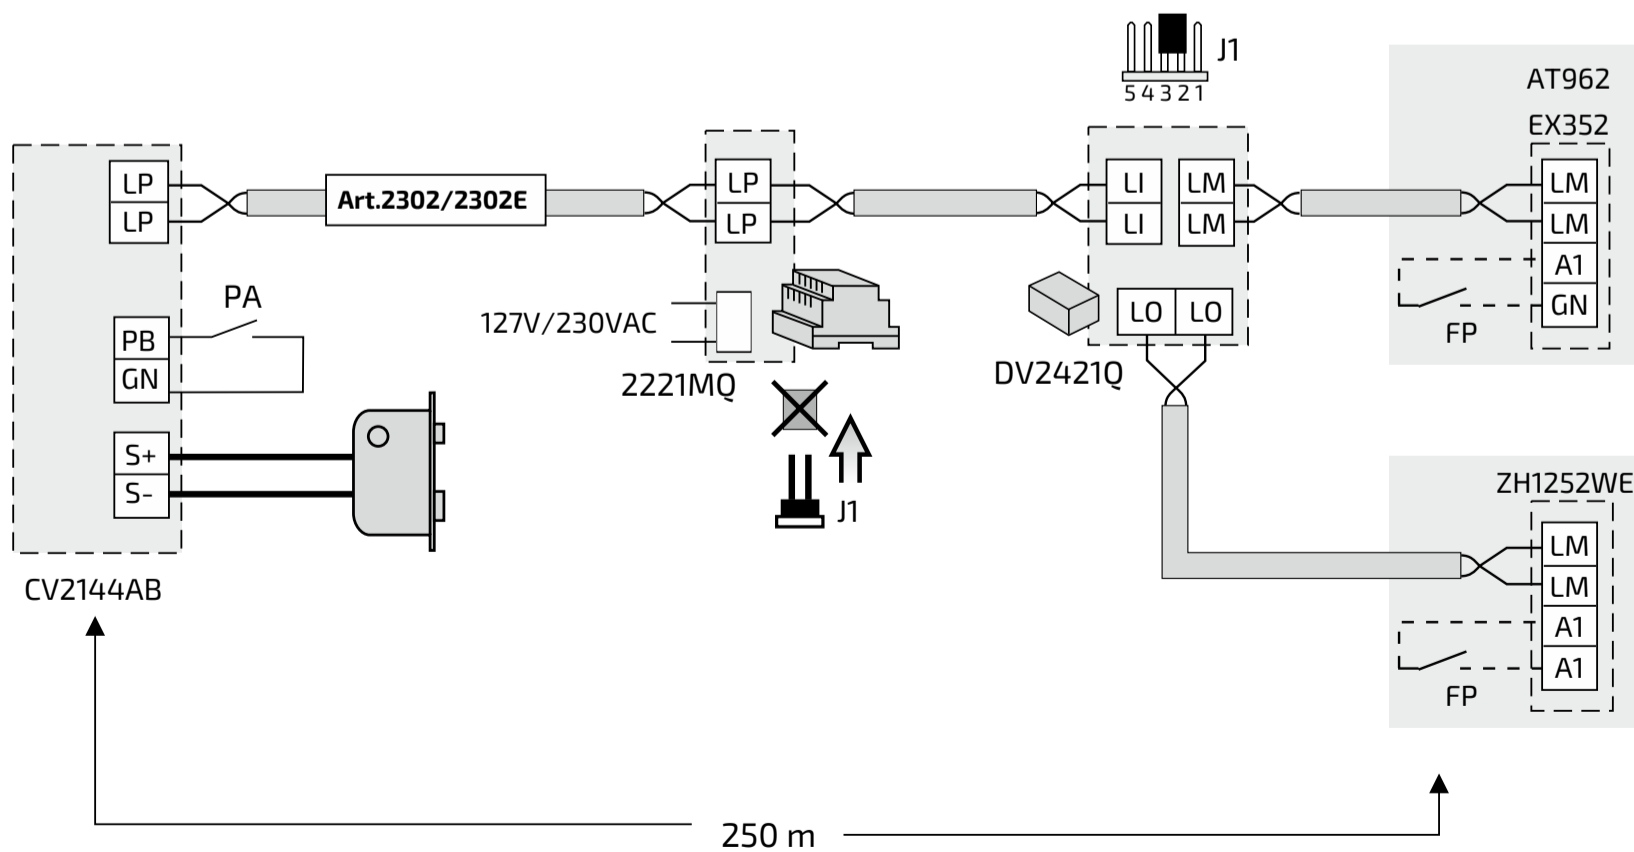 J1
5 4 3 2 1
AT962
EX352
LP
LP
Art.2302/2302E
LP
LP
LI
LI
LM
LM
LM
LM
A1
GN
FP
PA
PB
GN
127V/230VAC
2221MQ
LO
LO
DV2421Q
S+
S-
J1
CV2144AB
ZH1252WE
LM
LM
A1
A1
FP
250 m